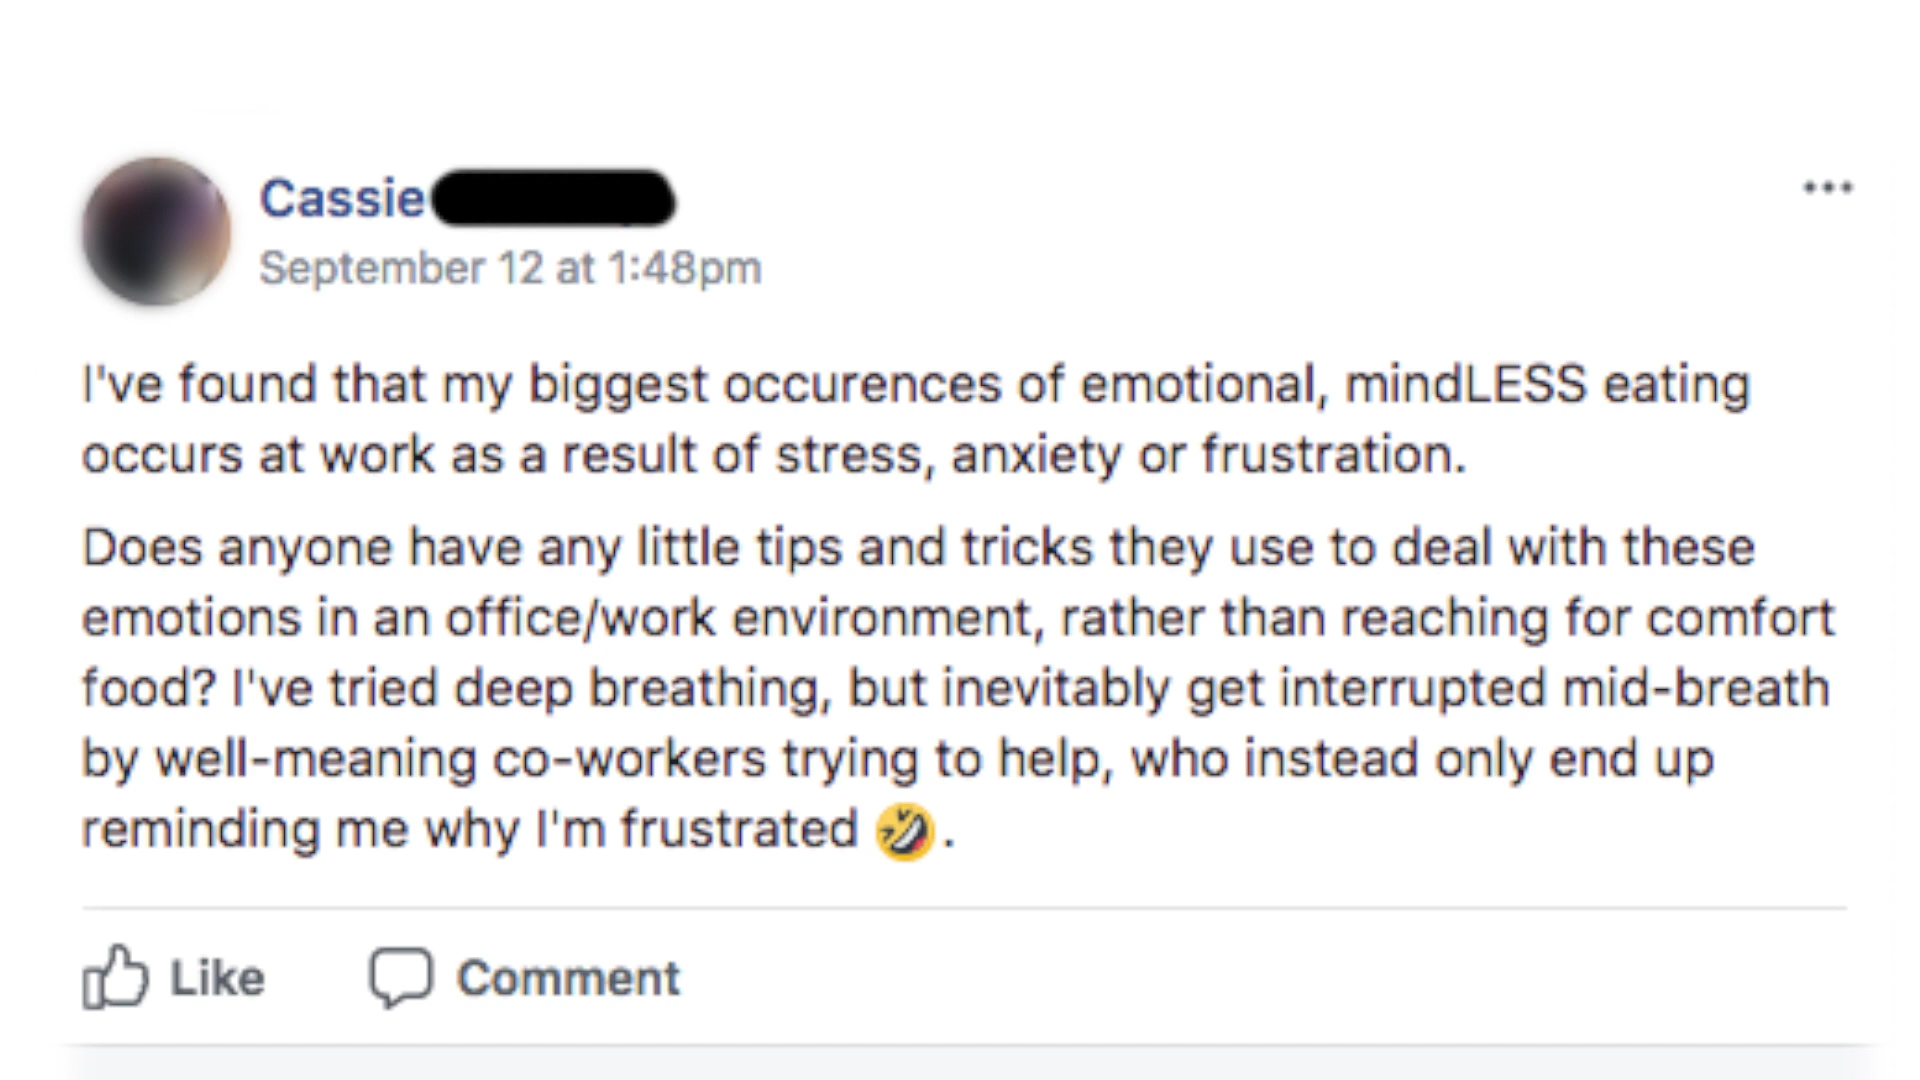 Cassie
September 12 at 1:48pm
I've found that my biggest occurences of emotional, mindLESS eating
occurs at work as a result of stress, anxiety or frustration.
Does anyone have any little tips and tricks they use to deal with these
emotions in an office/work environment, rather than reaching for comfort
food? I've tried deep breathing, but inevitably get interrupted mid-breath
by well-meaning co-workers trying to help, who instead only end up
reminding me why I'm frustrated 🤣.
Like
Comment